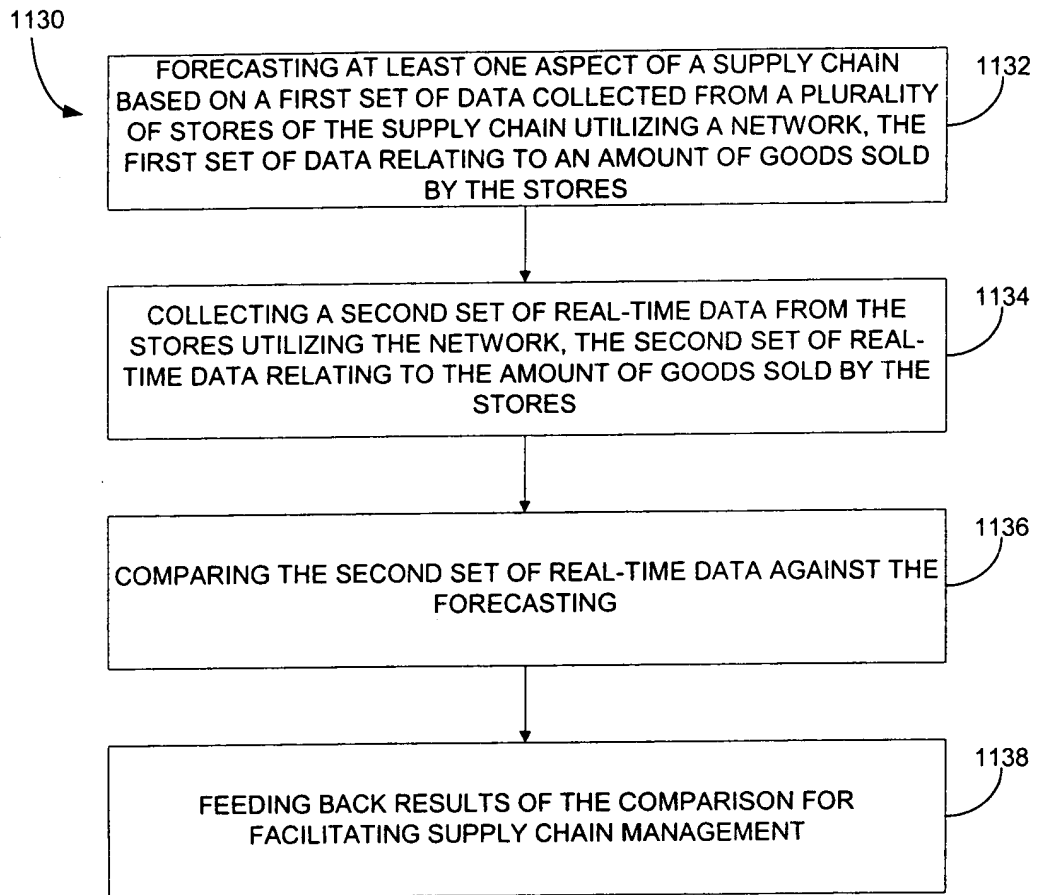 1130
FORECASTING AT LEAST ONE ASPECT OF A SUPPLY CHAIN
BASED ON A FIRST SET OF DATA COLLECTED FROM A PLURALITY
OF STORES OF THE SUPPLY CHAIN UTILIZING A NETWORK, THE
FIRST SET OF DATA RELATING TO AN AMOUNT OF GOODS SOLD
BY THE STORES
1132
COLLECTING A SECOND SET OF REAL-TIME DATA FROM THE
STORES UTILIZING THE NETWORK, THE SECOND SET OF REAL-
TIME DATA RELATING TO THE AMOUNT OF GOODS SOLD BY THE
STORES
1134
COMPARING THE SECOND SET OF REAL-TIME DATA AGAINST THE
FORECASTING
1136
FEEDING BACK RESULTS OF THE COMPARISON FOR
FACILITATING SUPPLY CHAIN MANAGEMENT
1138